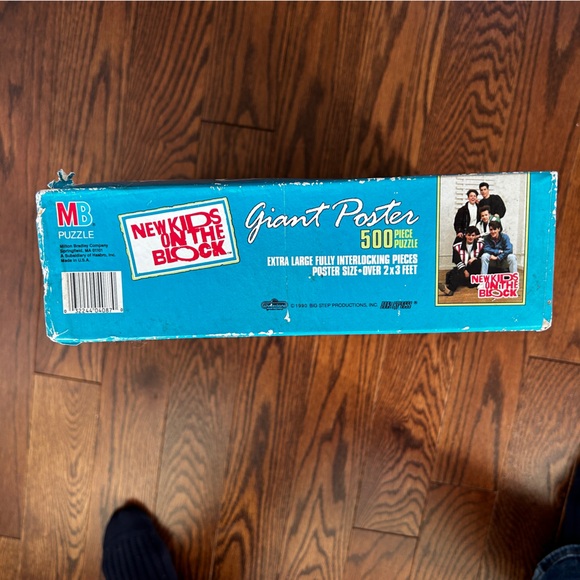 MB
PUZZLE
Milton Bradley Company
Springfield, MA 01101
A Subsidiary of Hasbro, Inc.
Made in U.S.A.
NEW KIDS
ON THE
BLOCK
Giant Poster
500 PIECE
PUZZLE
EXTRA LARGE FULLY INTERLOCKING PIECES
POSTER SIZE•OVER 2x3 FEET
BIG STEP PRODUCTIONS, INC.
NEW KIDS
ON THE
BLOCK